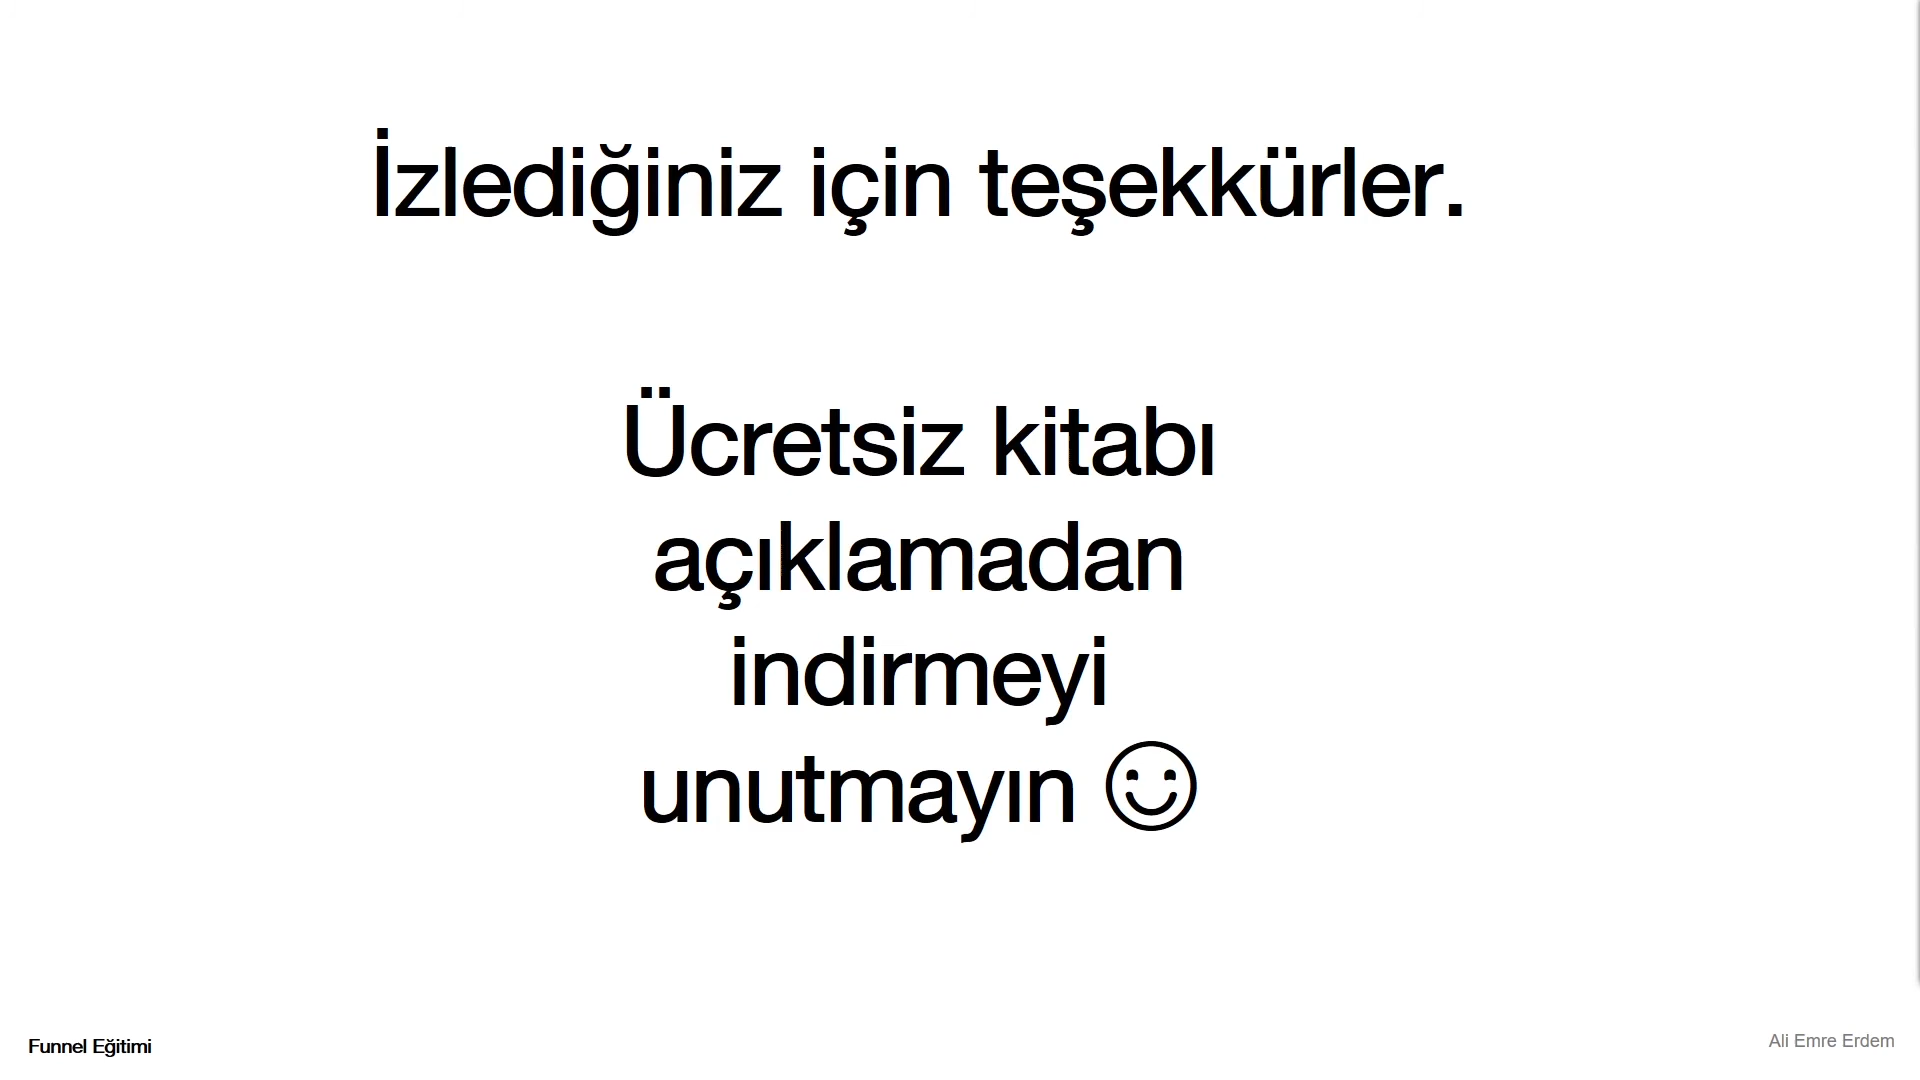 İzlediğiniz için teşekkürler.
Ücretsiz kitabı
açıklamadan
indirmeyi
unutmayın ☺
Funnel Eğitimi
Ali Emre Erdem